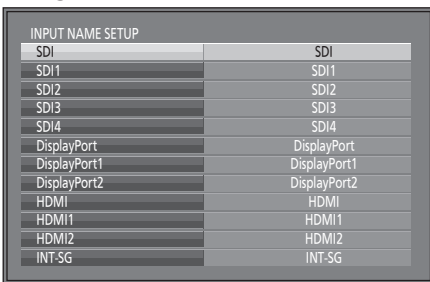 INPUT NAME SETUP
SDI SDI
SDI1 SDI1
SDI2 SDI2
SDI3 SDI3
SDI4 SDI4
DisplayPort DisplayPort
DisplayPort1 DisplayPort1
DisplayPort2 DisplayPort2
HDMI HDMI
HDMI1 HDMI1
HDMI2 HDMI2
INT-SG INT-SG